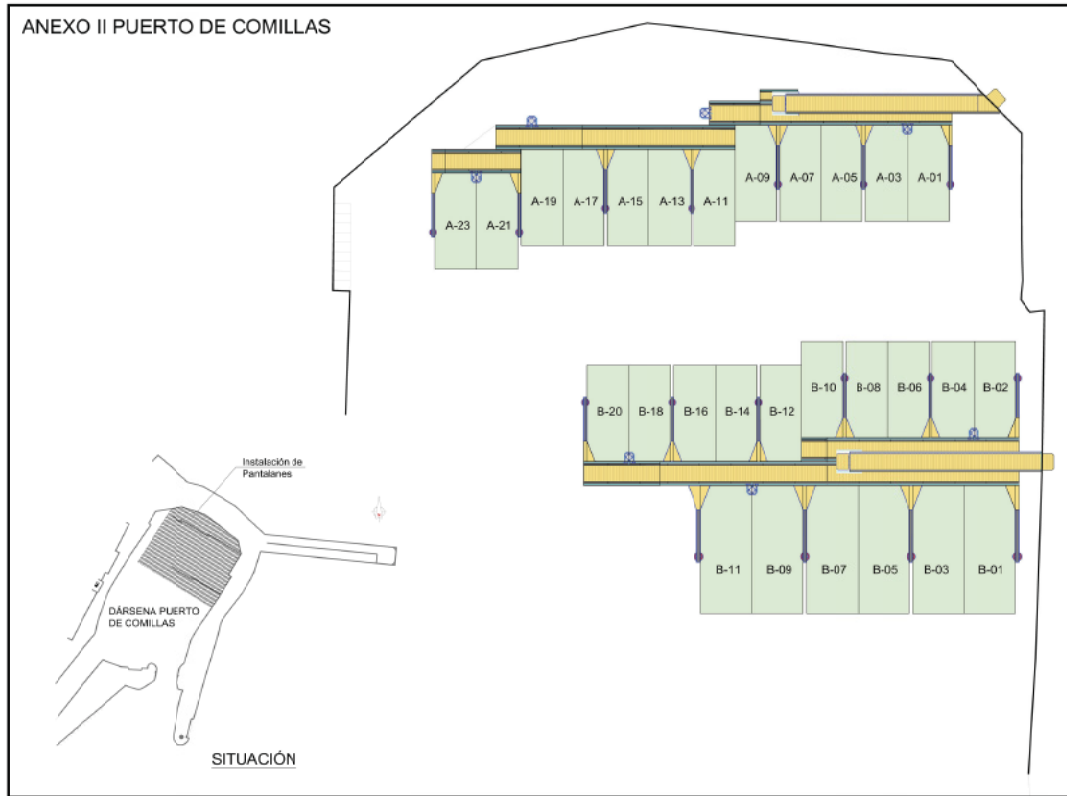 ANEXO II PUERTO DE COMILLAS
A-09
A-07
A-05
A-03
A-01
A-19
A-17
A-15
A-13
A-11
A-23
A-21
B-10
B-08
B-06
B-04
B-02
B-20
B-18
B-16
B-14
B-12
B-11
B-09
B-07
B-05
B-03
B-01
Instalación de
Pantalanes
DÁRSENA PUERTO
DE COMILLAS
SITUACIÓN